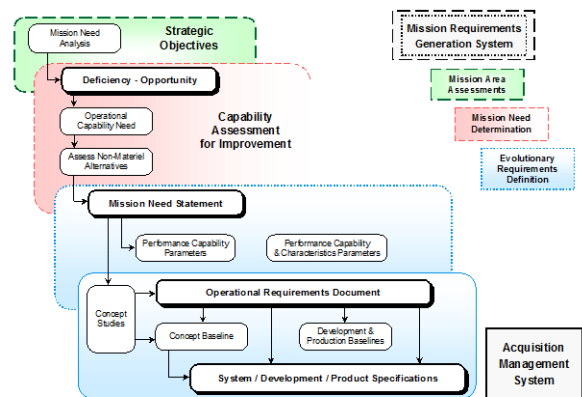 Mission Need
Analysis
Strategic
Objectives
Mission Requirements
Generation System
Deficiency - Opportunity
Mission Area
Assessments
Operational
Capability Need
Capability
Assessment
for Improvement
Mission Need
Determination
Assess Non-Materiel
Alternatives
Evolutionary
Requirements
Definition
Mission Need Statement
Performance Capability
Parameters
Performance Capability
& Characteristics Parameters
Operational Requirements Document
Concept
Studies
Concept Baseline
Development &
Production Baselines
System / Development / Product Specifications
Acquisition
Management
System